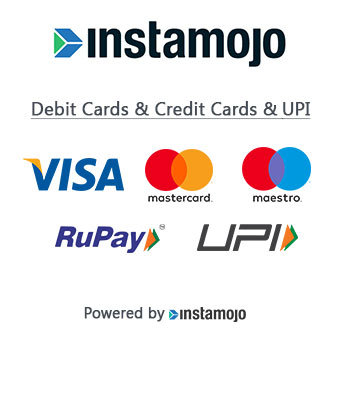 instamojo
Debit Cards & Credit Cards & UPI
VISA
mastercard.
maestro.
RuPay
UPI
Powered by instamojo